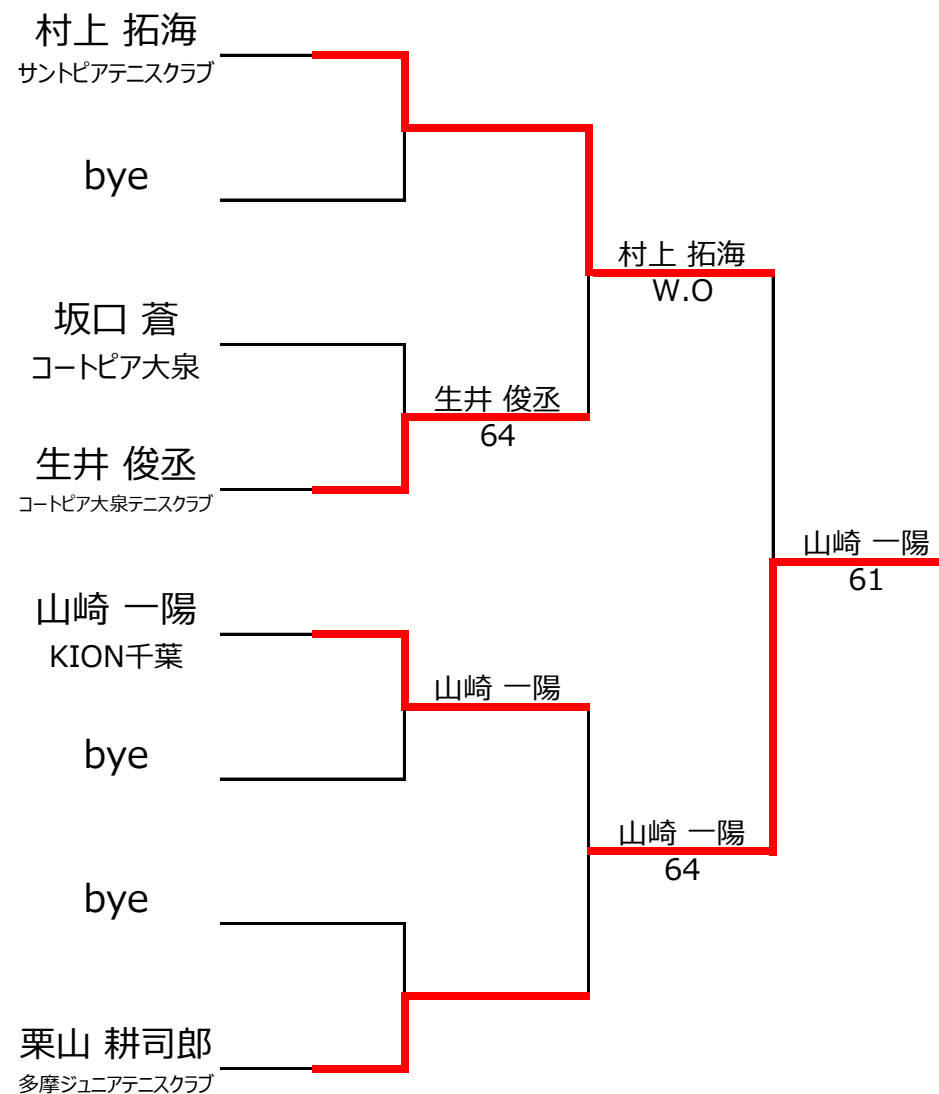 村上 拓海
サントピアテニスクラブ
bye
村上 拓海
W.O
坂口 蒼
コートピア大泉
生井 俊丞
64
生井 俊丞
コートピア大泉テニスクラブ
山崎 一陽
61
山崎 一陽
KION千葉
山崎 一陽
bye
山崎 一陽
64
bye
栗山 耕司郎
多摩ジュニアテニスクラブ